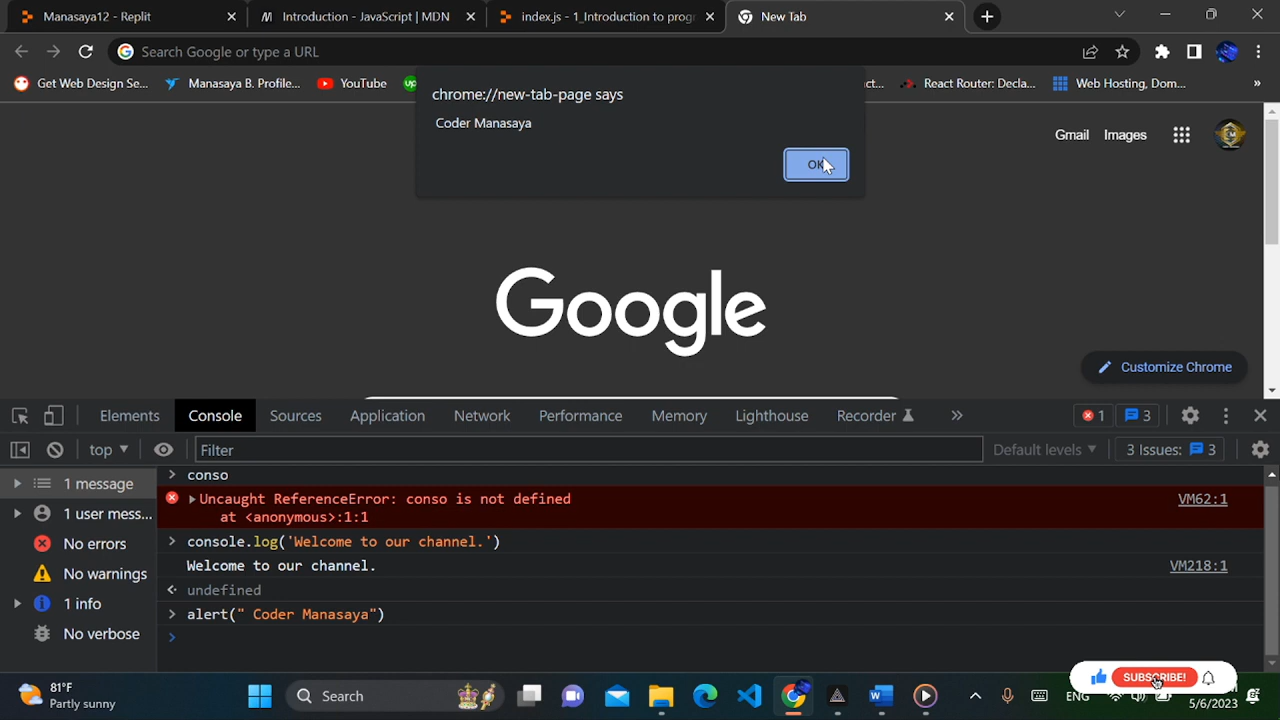 Manasaya12 - Replit
Introduction - JavaScript | MDN
index.js - 1_Introduction to progr
New Tab
Search Google or type a URL
Get Web Design Se...
Manasaya B. Profile...
YouTube
up
ct...
React Router: Decla...
Web Hosting, Dom...
»
chrome://new-tab-page says
Coder Manasaya
OK
Gmail
Images
Google
Customize Chrome
Elements
Console
Sources
Application
Network
Performance
Memory
Lighthouse
Recorder
»
1
3
top
Filter
Default levels
3 Issues:
3
1 message
1 user mess...
No errors
No warnings
1 info
No verbose
> conso
Uncaught ReferenceError: conso is not defined
at <anonymous>:1:1
VM62:1
> console.log('Welcome to our channel.')
Welcome to our channel.
VM218:1
undefined
> alert(" Coder Manasaya")
>
81°F
Partly sunny
Search
ENG
SUBSCRIBE!
5/6/2023